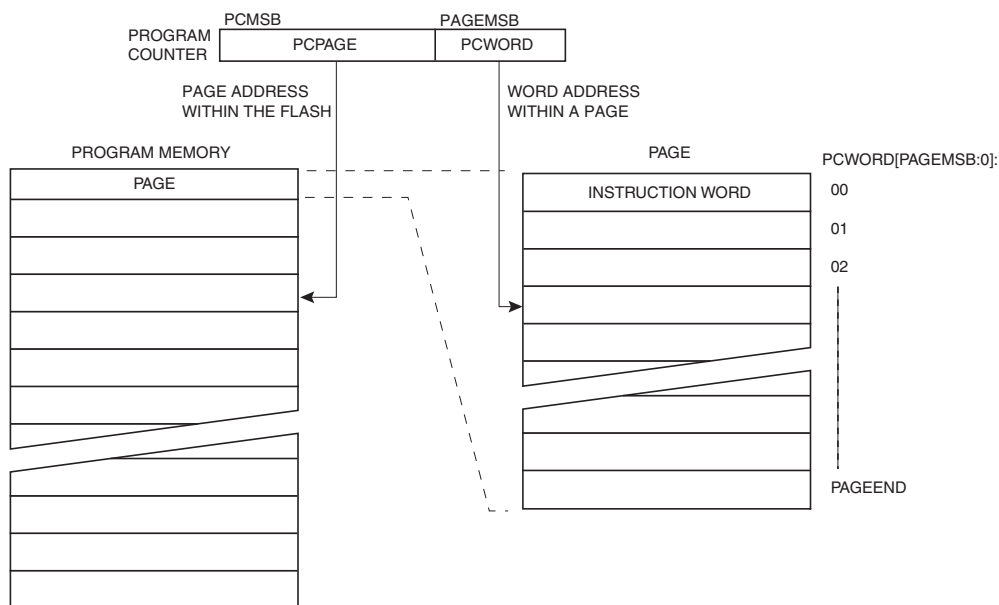 PCMSB
PAGEMSB
PROGRAM
COUNTER
PCPAGE
PCWORD
PAGE ADDRESS
WITHIN THE FLASH
WORD ADDRESS
WITHIN A PAGE
PROGRAM MEMORY
PAGE
PAGE
PCWORD[PAGEMSB:0]:
INSTRUCTION WORD
00
01
02
PAGEEND